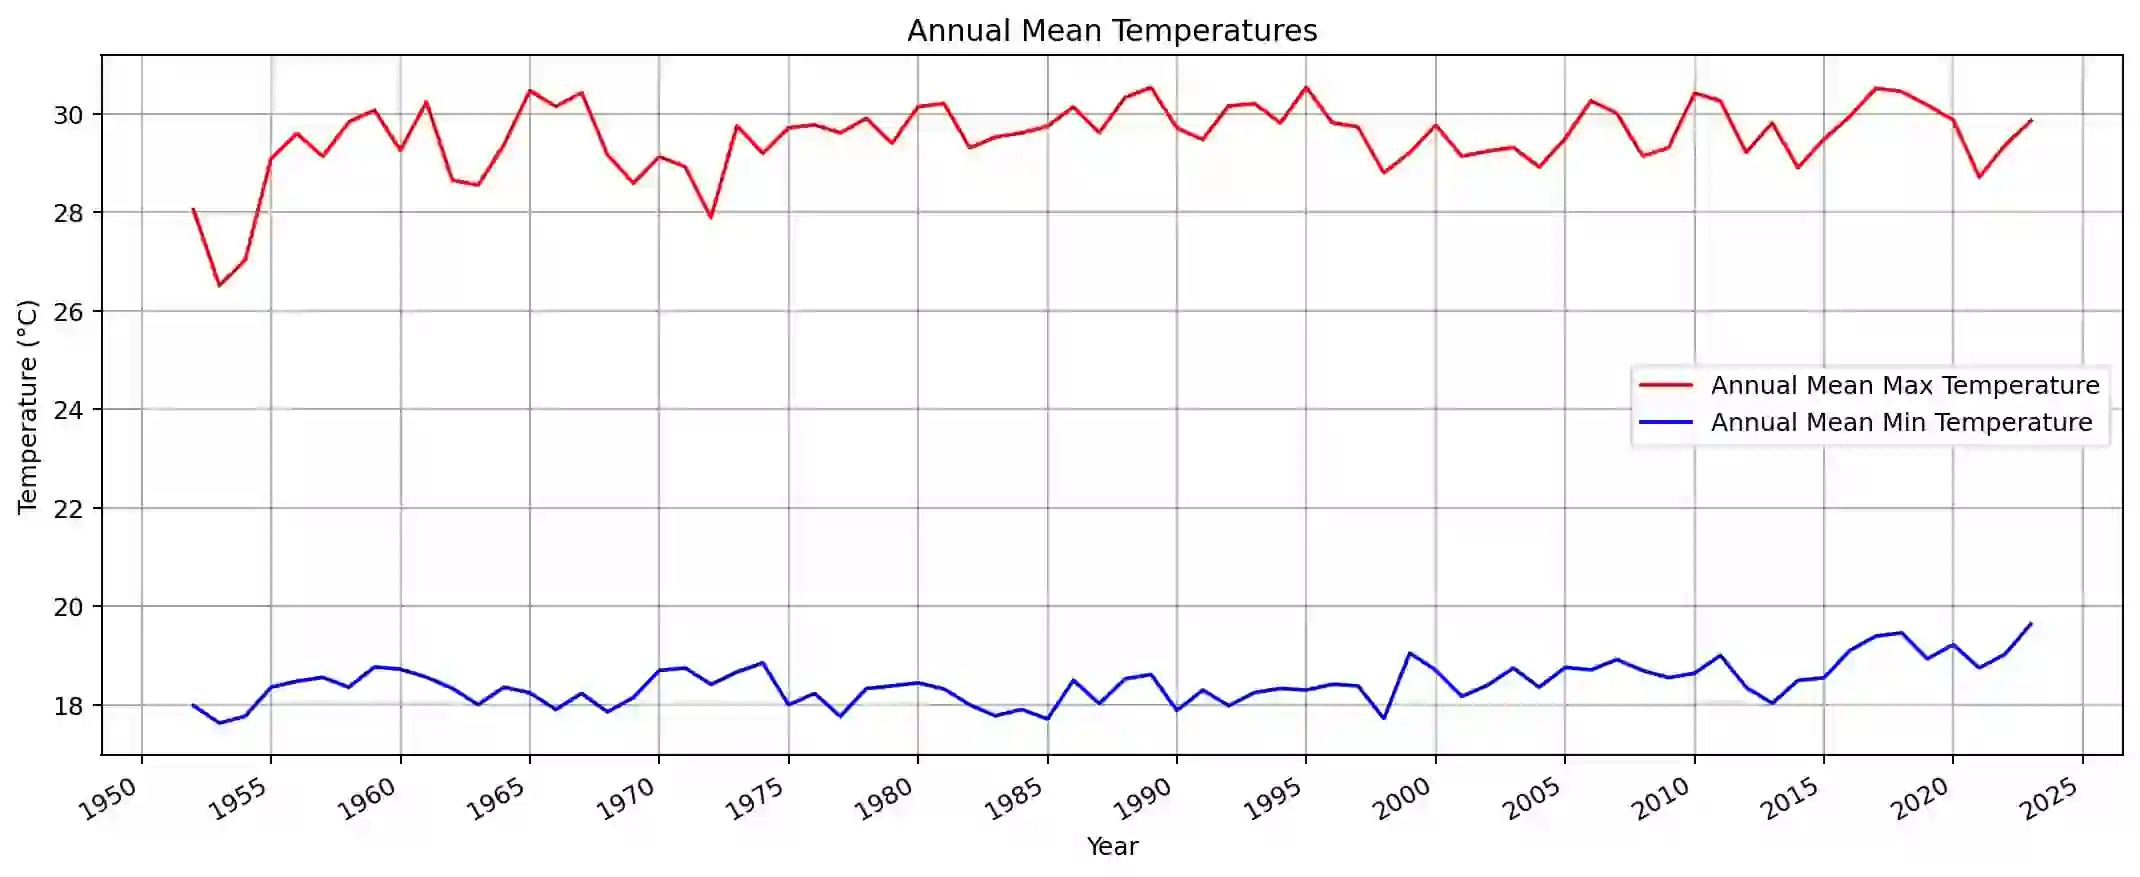 Annual Mean Temperatures
Temperature (°C)
30
28
26
24
22
20
18
Annual Mean Max Temperature
Annual Mean Min Temperature
1950 1955 1960 1965 1970 1975 1980 1985 1990 1995 2000 2005 2010 2015 2020 2025
Year